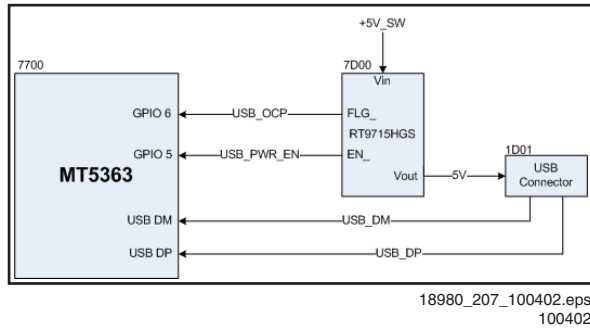 +5V_SW
7700
7D00
Vin
GPIO 6
USB_OCP
FLG_
RT9715HGS
GPIO 5
USB_PWR_EN
EN_
1D01
MT5363
Vout
5V
USB
Connector
USB DM
USB_DM
USB DP
USB_DP
18980_207_100402.eps
100402